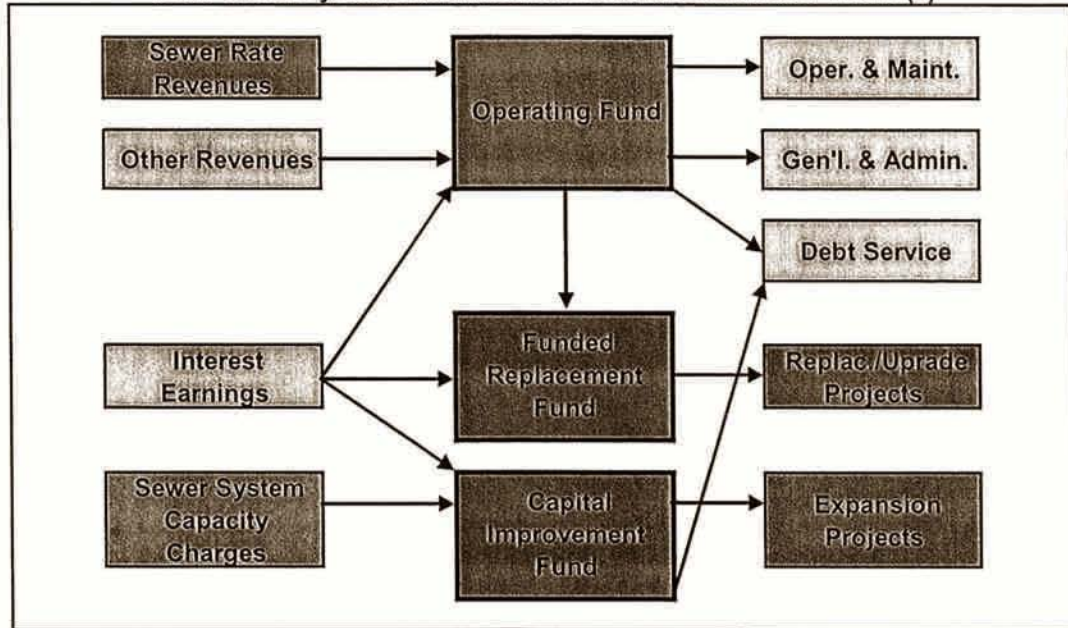 Sewer Rate
Revenues
Operating Fund
Oper. & Maint.
Other Revenues
Gen'l. & Admin.
Debt Service
Interest
Earnings
Funded
Replacement
Fund
Replac./Uprade
Projects
Sewer System
Capacity
Charges
Capital
Improvement
Fund
Expansion
Projects